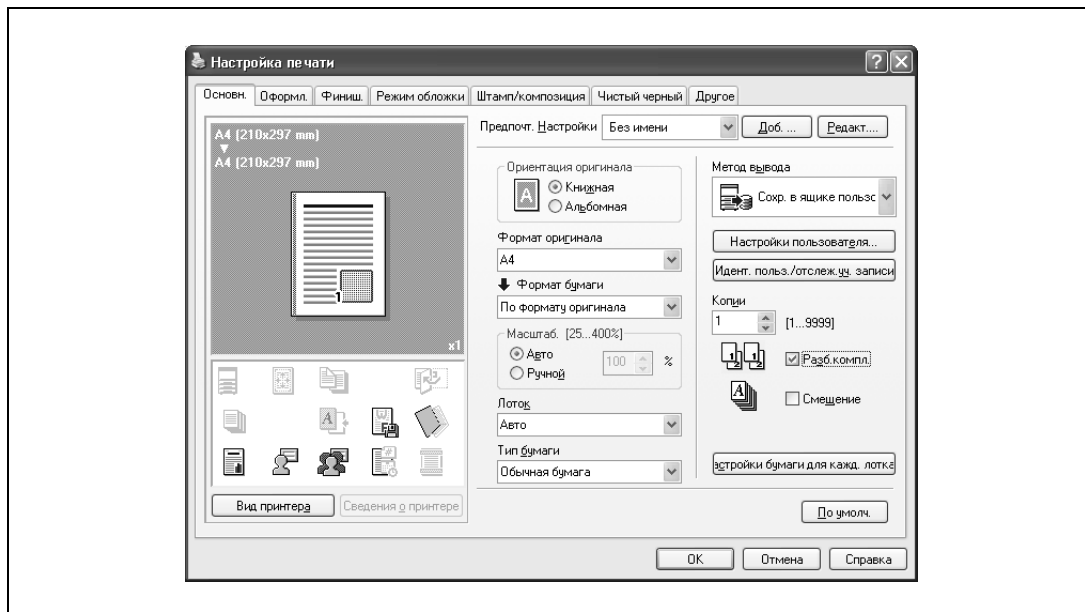 Настройка печати
Основн. Оформл. Финиш. Режим обложки Штамп/композиция Чистый черный Другое
A4 (210x297 mm)
A4 (210x297 mm)
1
x1
Вид принтера Сведения о принтере
Предпочт. Настройки Без имени Доб. ... Редакт....
Ориентация оригинала
A
Книжная
Альбомная
Формат оригинала
A4
Формат бумаги
По формату оригинала
Масштаб. [25...400%]
Авто
Ручной
100 %
Лоток
Авто
Тип бумаги
Обычная бумага
Метод вывода
Сохр. в ящике пользс
Настройки пользователя...
Идент. польз./отслеж.уч. записи
Копии
1 [1...9999]
Разб.компл.
Смещение
астройки бумаги для кажд. лотка
По умолч.
OK Отмена Справка